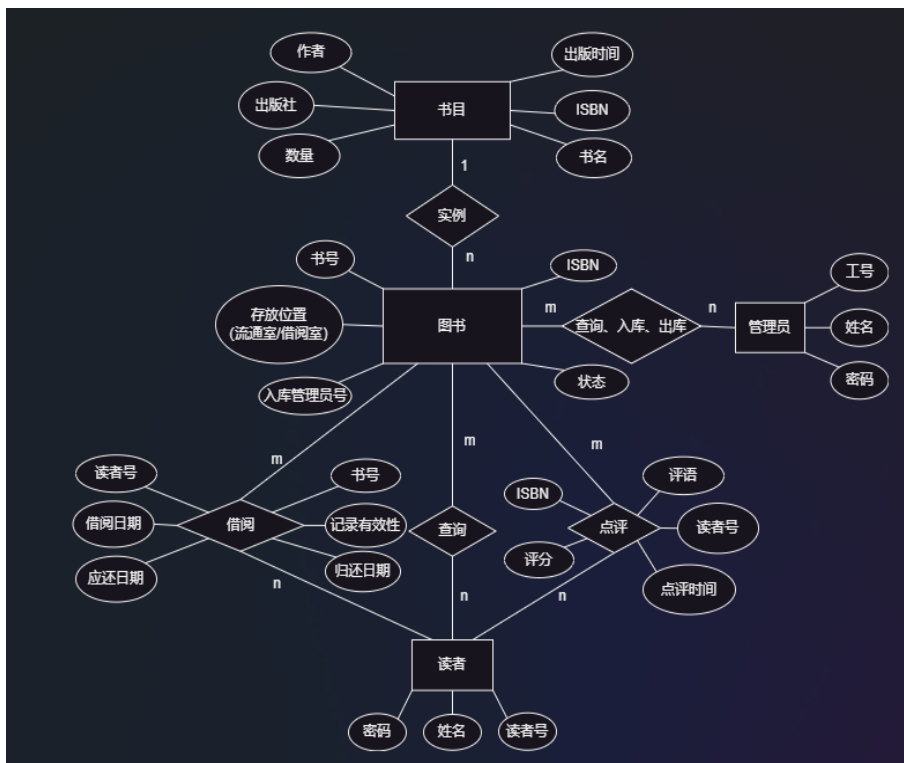 作者
出版时间
出版社
书目
ISBN
数量
书名
1
实例
n
书号
ISBN
存放位置
(流通室/借阅室)
图书
m
查询、入库、出库
n
管理员
工号
姓名
密码
入库管理员号
状态
m
m
m
读者号
书号
ISBN
评语
借阅日期
借阅
记录有效性
查询
点评
读者号
应还日期
归还日期
评分
点评时间
n
n
n
读者
密码
姓名
读者号